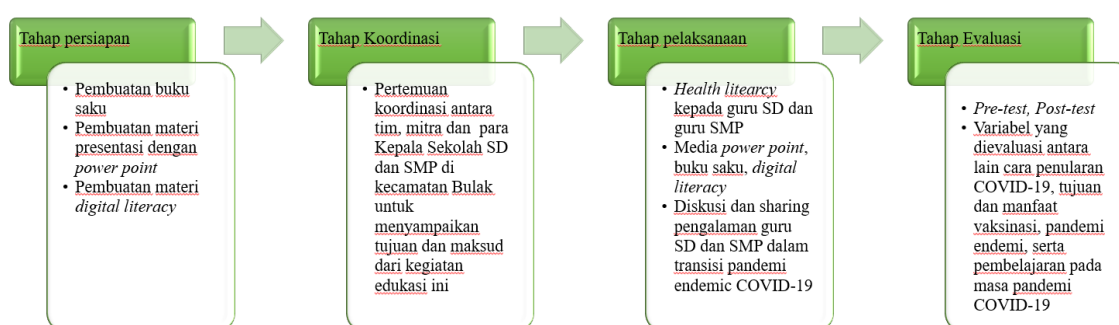 Tahap persiapan
• Pembuatan buku
saku
• Pembuatan materi
presentasi dengan
power point
• Pembuatan materi
digital literacy
Tahap Koordinasi
• Pertemuan
koordinasi antara
tim, mitra dan para
Kepala Sekolah SD
dan SMP di
kecamatan Bulak
untuk
menyampaikan
tujuan dan maksud
dari kegiatan
edukasi ini
Tahap pelaksanaan
• Health litearcy
kepada guru SD dan
guru SMP
• Media power point,
buku saku, digital
literacy
• Diskusi dan sharing
pengalaman guru
SD dan SMP dalam
transisi pandemi
endemic COVID-19
Tahap Evaluasi
• Pre-test, Post-test
• Variabel yang
dievaluasi antara
lain cara penularan
COVID-19, tujuan
dan manfaat
vaksinasi, pandemi
endemi, serta
pembelajaran pada
masa pandemi
COVID-19